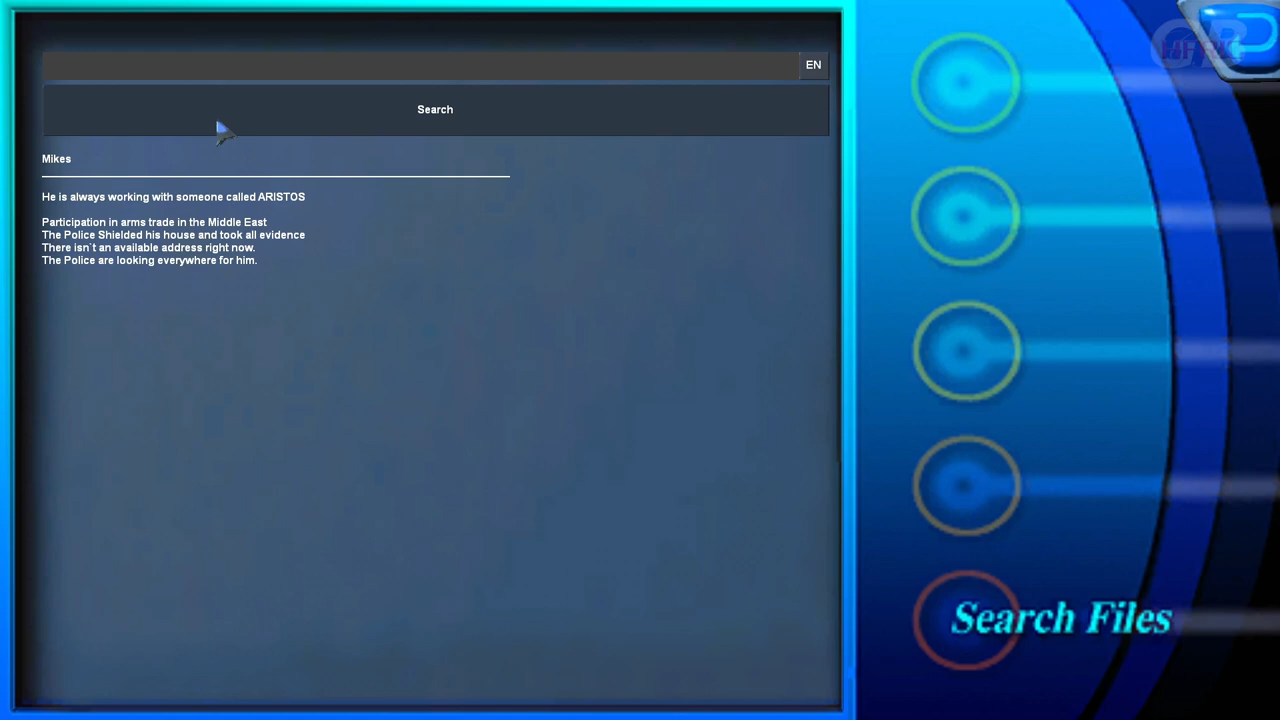 EN
Search
Mikes
He is always working with someone called ARISTOS
Participation in arms trade in the Middle East
The Police Shielded his house and took all evidence
There isn`t an available address right now.
The Police are looking everywhere for him.
Search Files